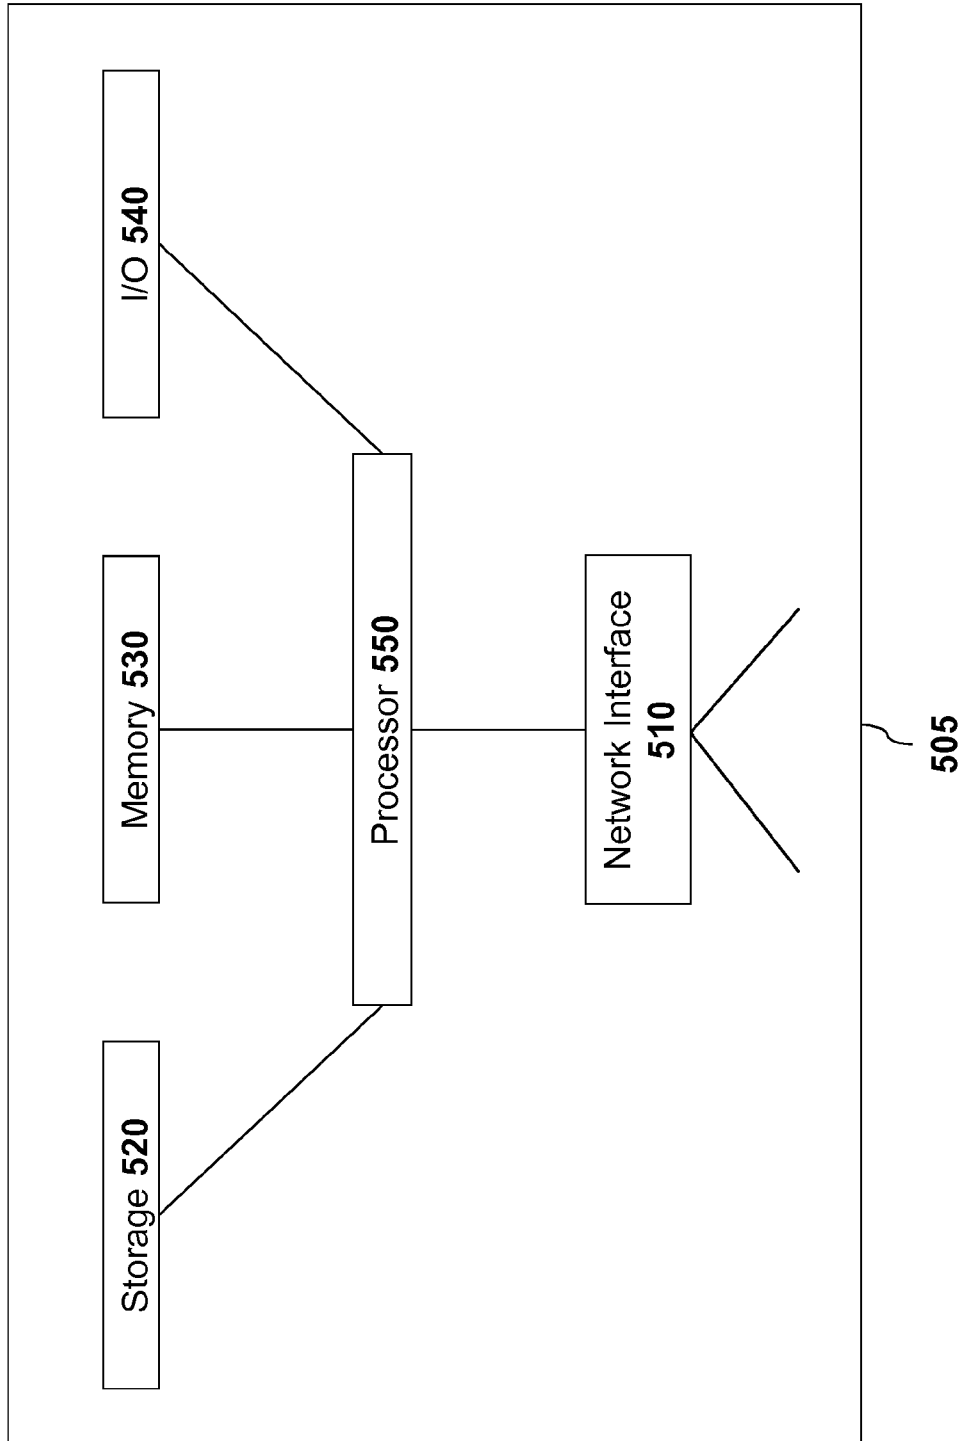 Storage 520
Memory 530
I/O 540
Processor 550
Network Interface
510
505